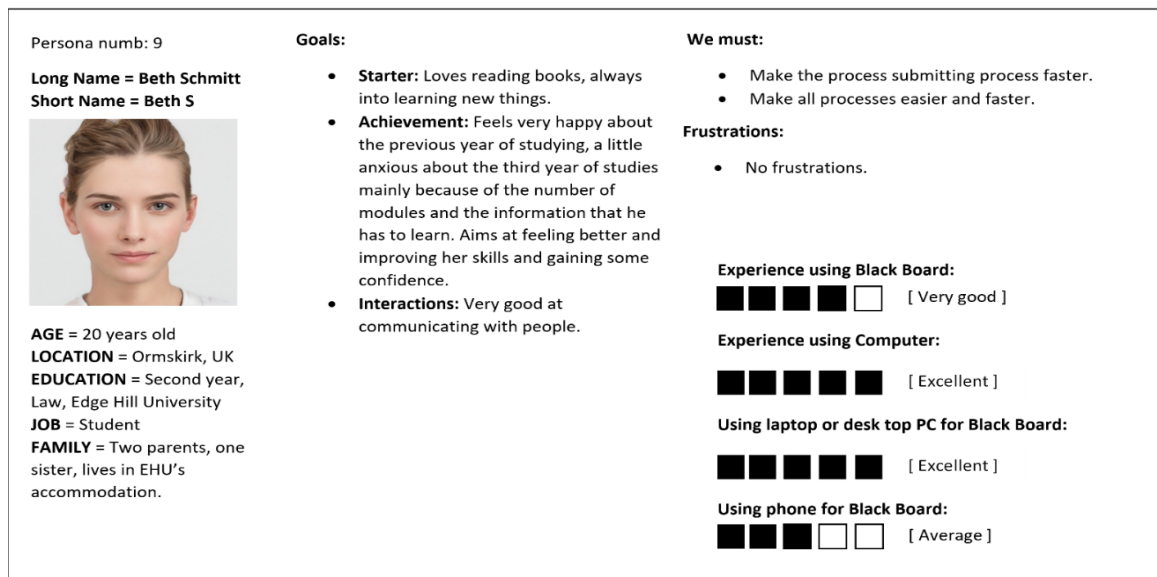 Persona numb: 9
Long Name = Beth Schmitt
Short Name = Beth S
AGE = 20 years old
LOCATION = Ormskirk, UK
EDUCATION = Second year,
Law, Edge Hill University
JOB = Student
FAMILY = Two parents, one
sister, lives in EHU’s
accommodation.
Goals:
• Starter: Loves reading books, always
into learning new things.
• Achievement: Feels very happy about
the previous year of studying, a little
anxious about the third year of studies
mainly because of the number of
modules and the information that he
has to learn. Aims at feeling better and
improving her skills and gaining some
confidence.
• Interactions: Very good at
communicating with people.
We must:
• Make the process submitting process faster.
• Make all processes easier and faster.
Frustrations:
• No frustrations.
Experience using Black Board:
[ Very good ]
Experience using Computer:
[ Excellent ]
Using laptop or desk top PC for Black Board:
[ Excellent ]
Using phone for Black Board:
[ Average ]